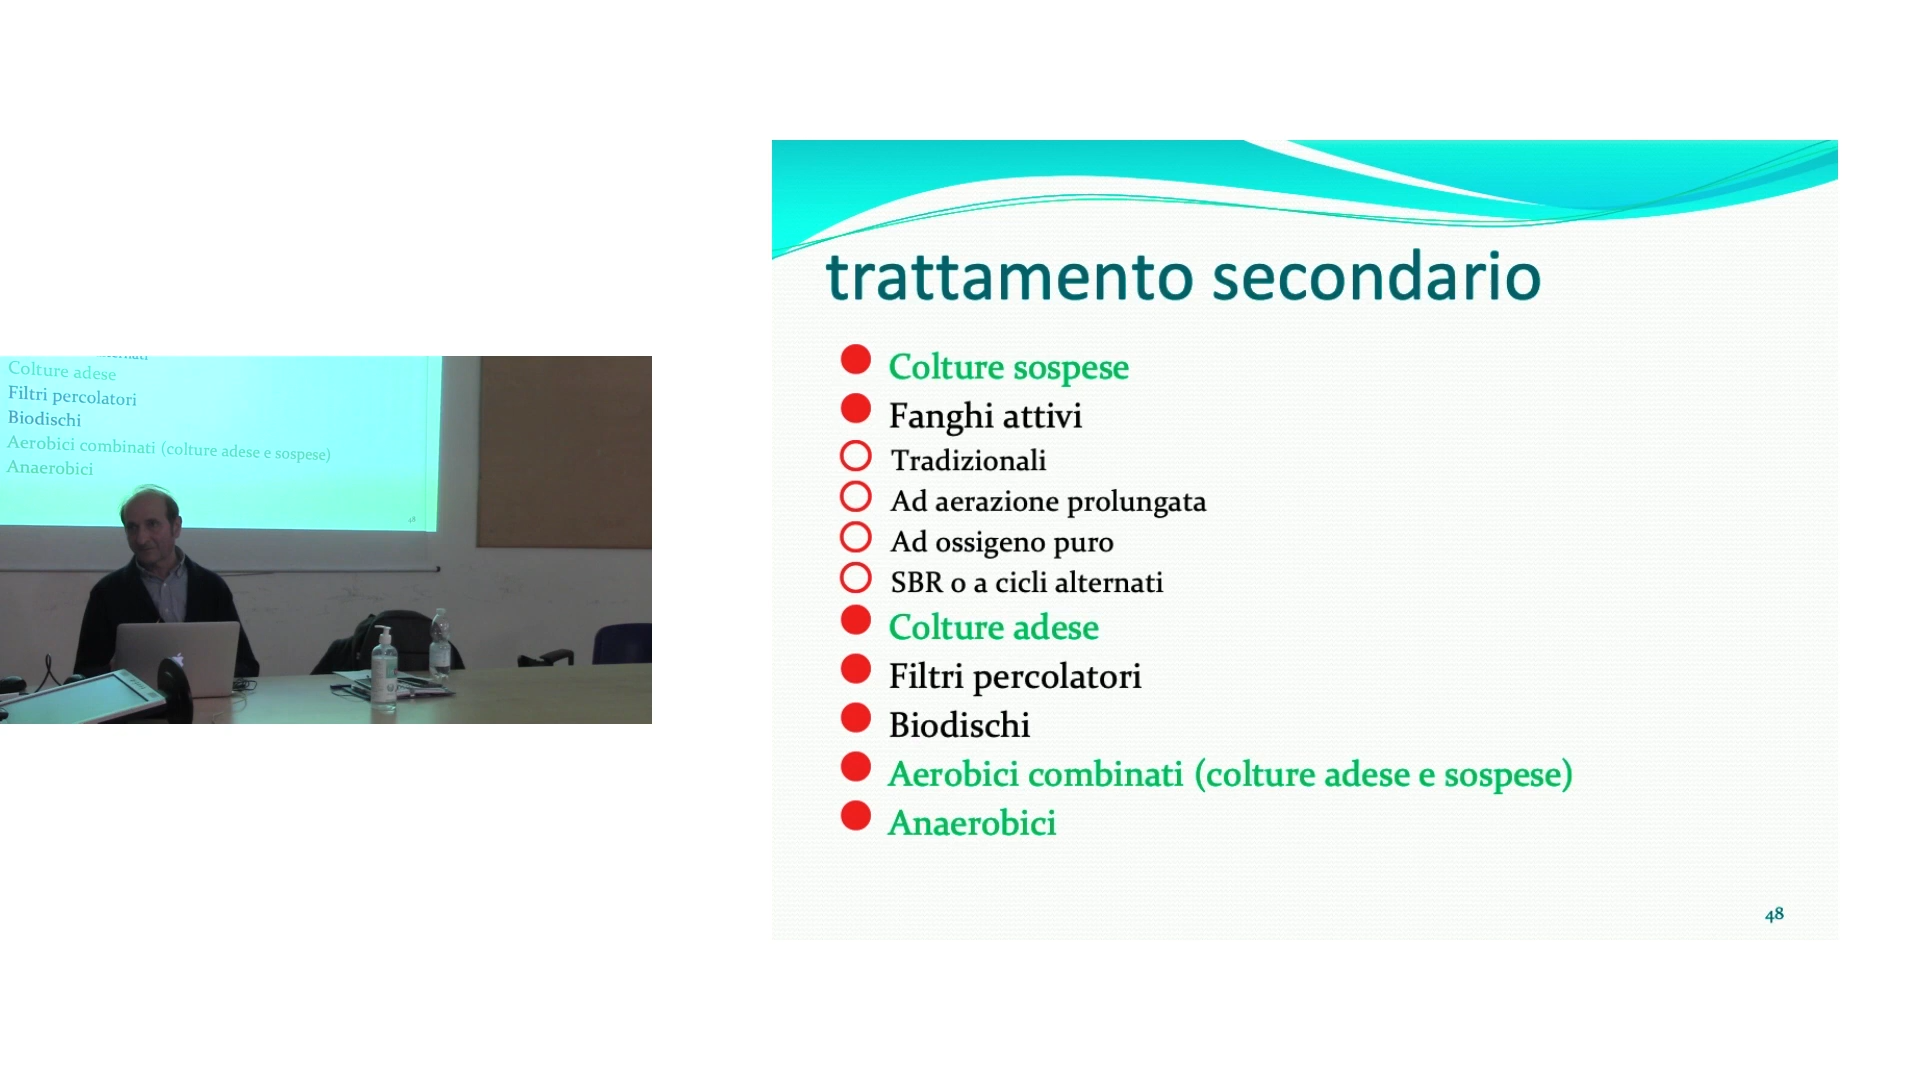 Colture adese
Filtri percolatori
Biodischi
Aerobici combinati (colture adese e sospese)
Anaerobici
48
trattamento secondario
Colture sospese
Fanghi attivi
Tradizionali
Ad aerazione prolungata
Ad ossigeno puro
SBR o a cicli alternati
Colture adese
Filtri percolatori
Biodischi
Aerobici combinati (colture adese e sospese)
Anaerobici
48